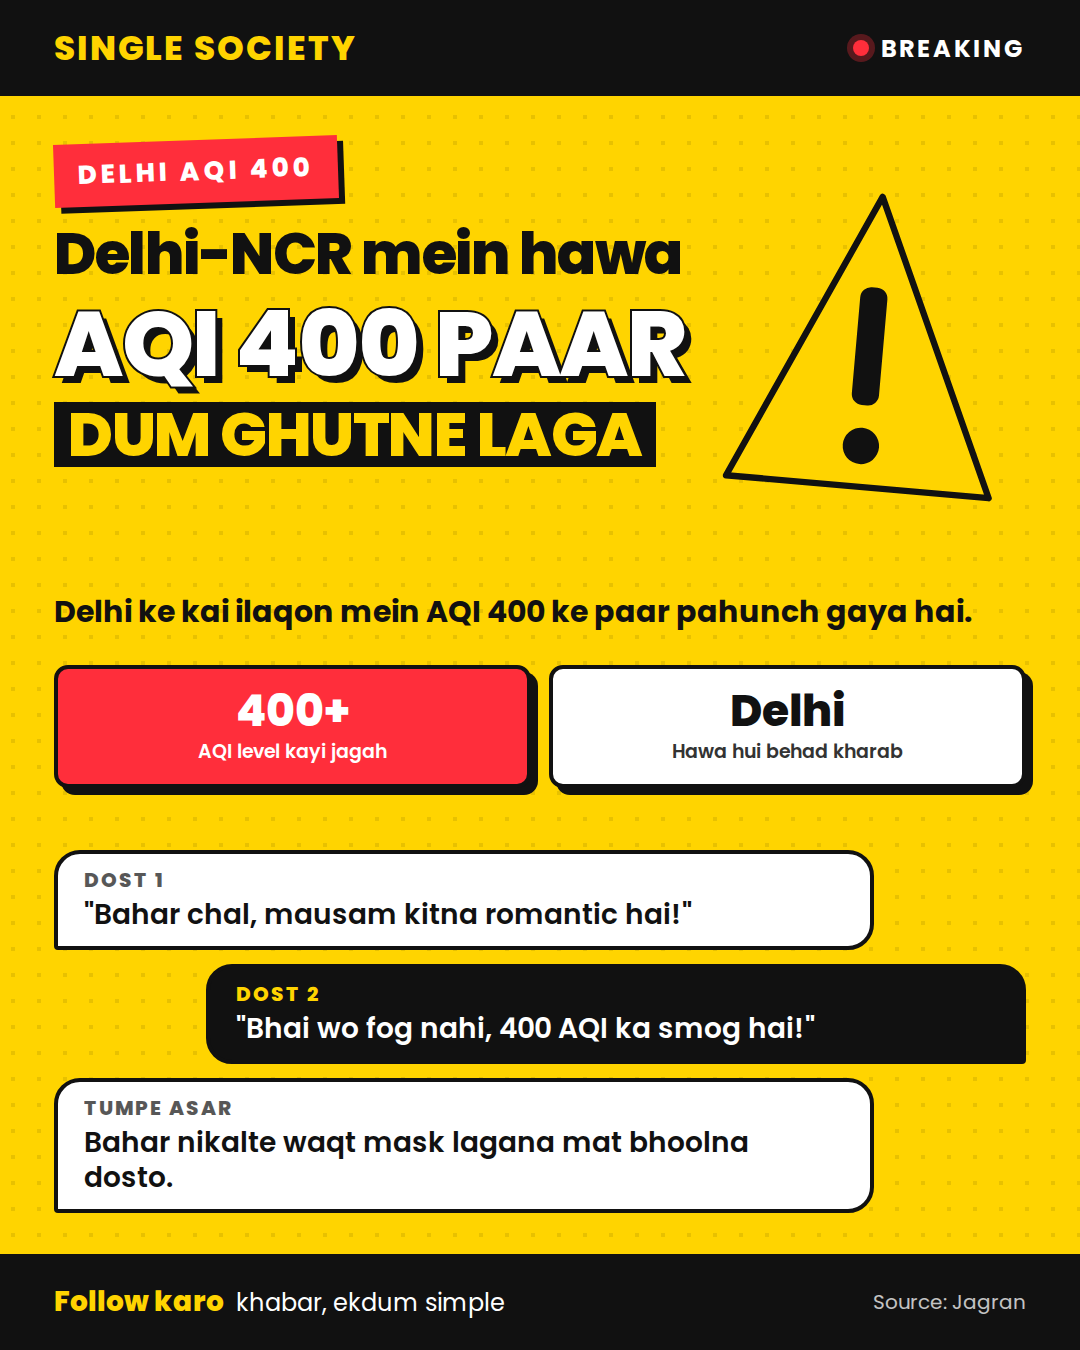 SINGLE SOCIETY
BREAKING
DELHI AQI 400
Delhi-NCR mein hawa
AQI 400 PAAR
DUM GHUTNE LAGA
!
Delhi ke kai ilaqon mein AQI 400 ke paar pahunch gaya hai.
400+
AQI level kayi jagah
Delhi
Hawa hui behad kharab
DOST 1
"Bahar chal, mausam kitna romantic hai!"
DOST 2
"Bhai wo fog nahi, 400 AQI ka smog hai!"
TUMPE ASAR
Bahar nikalte waqt mask lagana mat bhoolna
dosto.
Follow karo khabar, ekdum simple
Source: Jagran